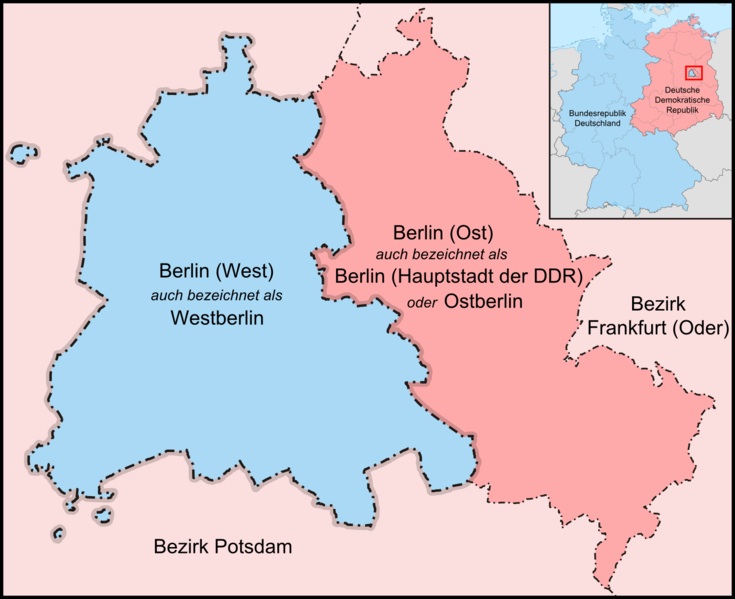 Bundesrepublik
Deutschland
Deutsche
Demokratische
Republik
Berlin (West)
auch bezeichnet als
Westberlin
Berlin (Ost)
auch bezeichnet als
Berlin (Hauptstadt der DDR)
oder Ostberlin
Bezirk
Frankfurt (Oder)
Bezirk Potsdam